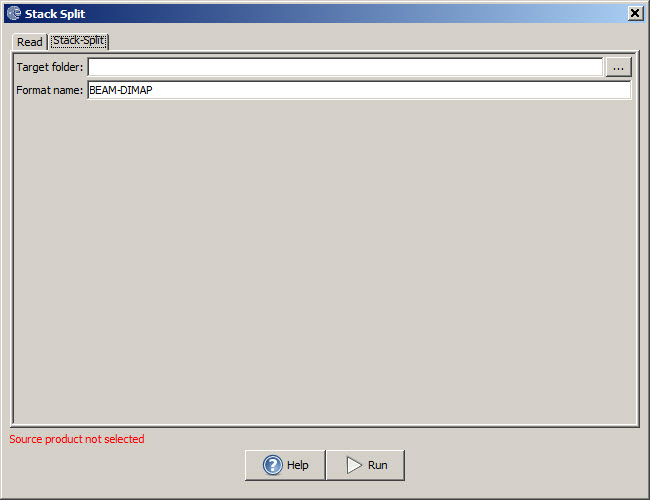 Stack Split
Read Stack-Split
Target folder: ...
Format name: BEAM-DIMAP
Source product not selected
Help Run